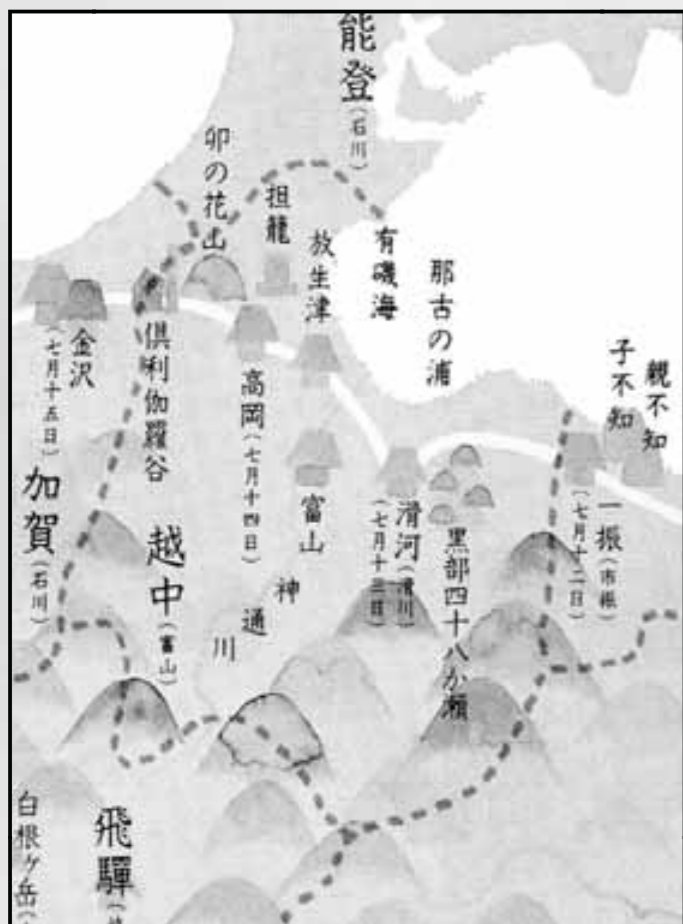 親不知
子不知
一振(市振)
(七月十二日)
那古の浦
黒部四十八か瀬
滑河(滑川)
(七月十三日)
有磯海
能登(石川)
放生津
富山
担籠
高岡(七月十四日)
卯の花山
神通川
倶利伽羅谷
越中(富山)
金沢
(七月十五日)
加賀(石川)
飛驒
白根ヶ岳